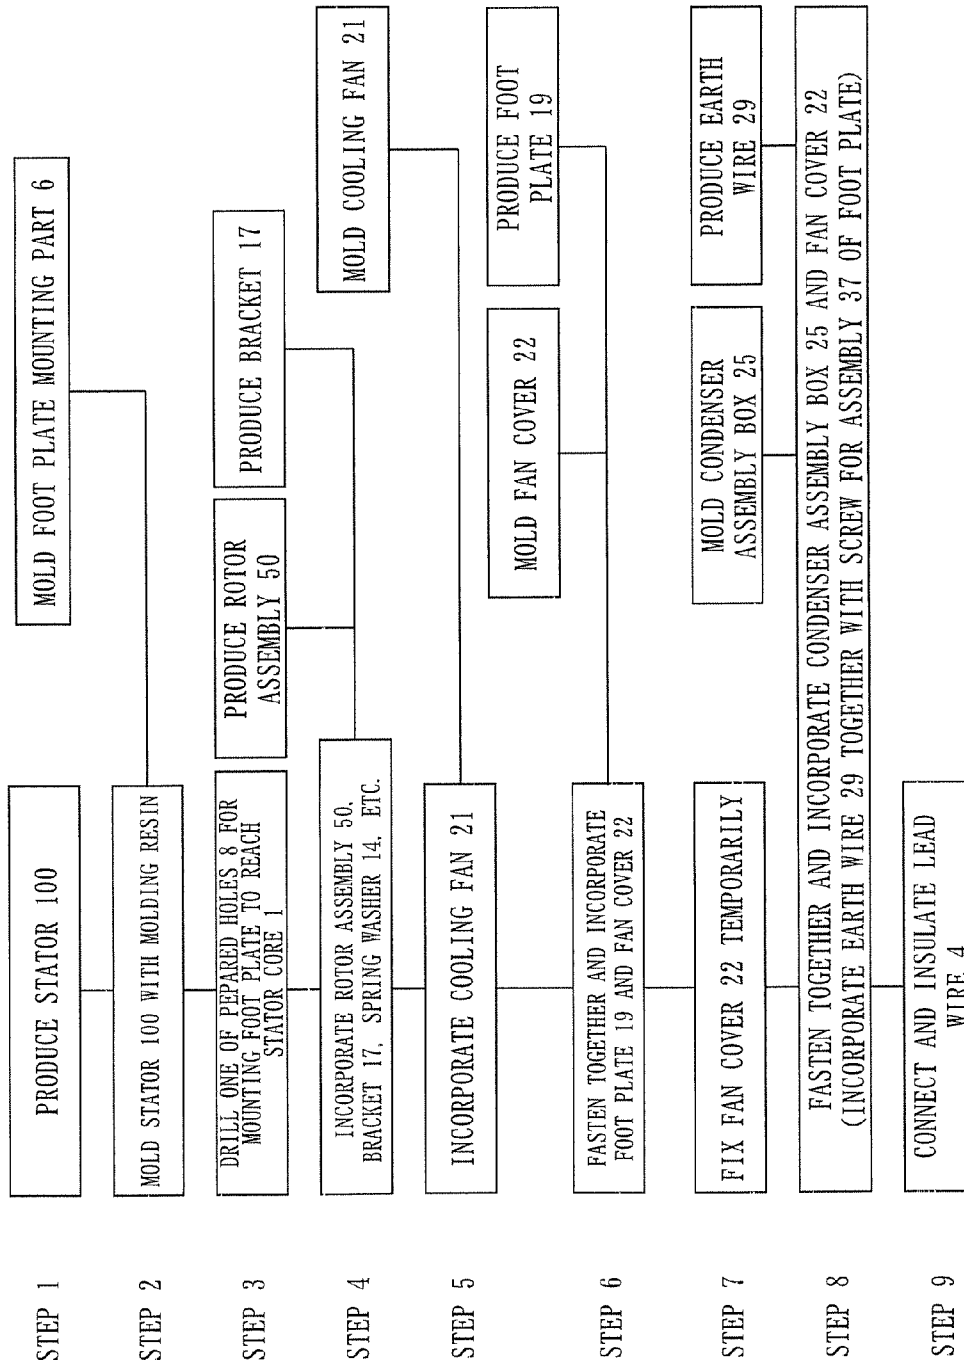 STEP 1
PRODUCE STATOR 100
MOLD FOOT PLATE MOUNTING PART 6
STEP 2
MOLD STATOR 100 WITH MOLDING RESIN
STEP 3
DRILL ONE OF PEPARED HOLES 8 FOR
MOUNTING FOOT PLATE TO REACH
STATOR CORE 1
PRODUCE ROTOR
ASSEMBLY 50
PRODUCE BRACKET 17
STEP 4
INCORPORATE ROTOR ASSEMBLY 50,
BRACKET 17, SPRING WASHER 14, ETC.
MOLD COOLING FAN 21
STEP 5
INCORPORATE COOLING FAN 21
STEP 6
FASTEN TOGETHER AND INCORPORATE
FOOT PLATE 19 AND FAN COVER 22
MOLD FAN COVER 22
PRODUCE FOOT
PLATE 19
STEP 7
FIX FAN COVER 22 TEMPORARILY
MOLD CONDENSER
ASSEMBLY BOX 25
PRODUCE EARTH
WIRE 29
STEP 8
FASTEN TOGETHER AND INCORPORATE CONDENSER ASSEMBLY BOX 25 AND FAN COVER 22
(INCORPORATE EARTH WIRE 29 TOGETHER WITH SCREW FOR ASSEMBLY 37 OF FOOT PLATE)
STEP 9
CONNECT AND INSULATE LEAD
WIRE 4